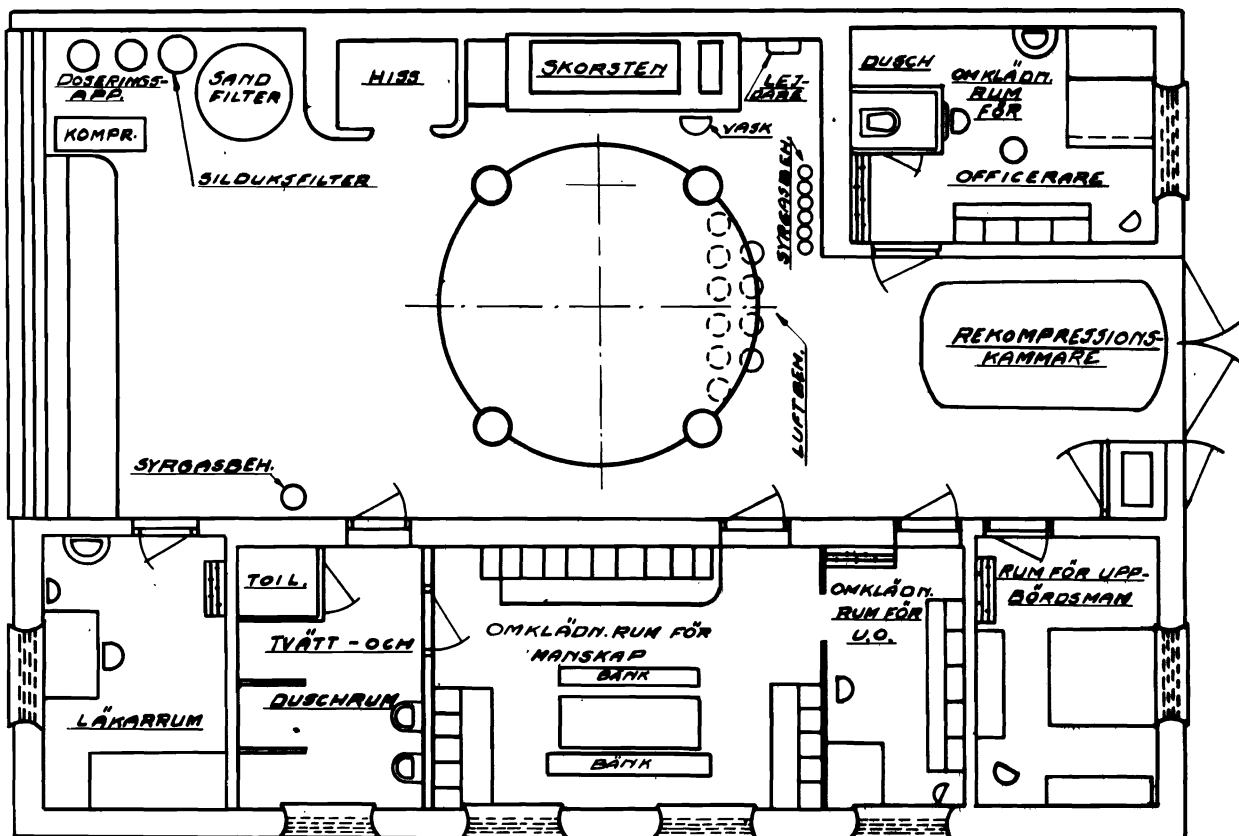 DOSERINGS-
APP.
SAND
FILTER
HISS
SKORSTEN
LEJ-
DARE
DUSCH
OMKLÄDN.
RUM
FÖR
OFFICERARE
KOMPR.
VASK
SILDUKSFILTER
SYRGASBEH.
REKOMPRESSIONS-
KAMMARE
LUFTBEH.
SYRGASBEH.
TOIL.
TVÄTT-OCH
DUSCHRUM
OMKLÄDN. RUM FÖR
MANSKAP
BÄNK
BÄNK
OMKLÄDN.
RUM FÖR
U.O.
RUM FÖR UPP-
BÖRDSMAN
LÄKARRUM